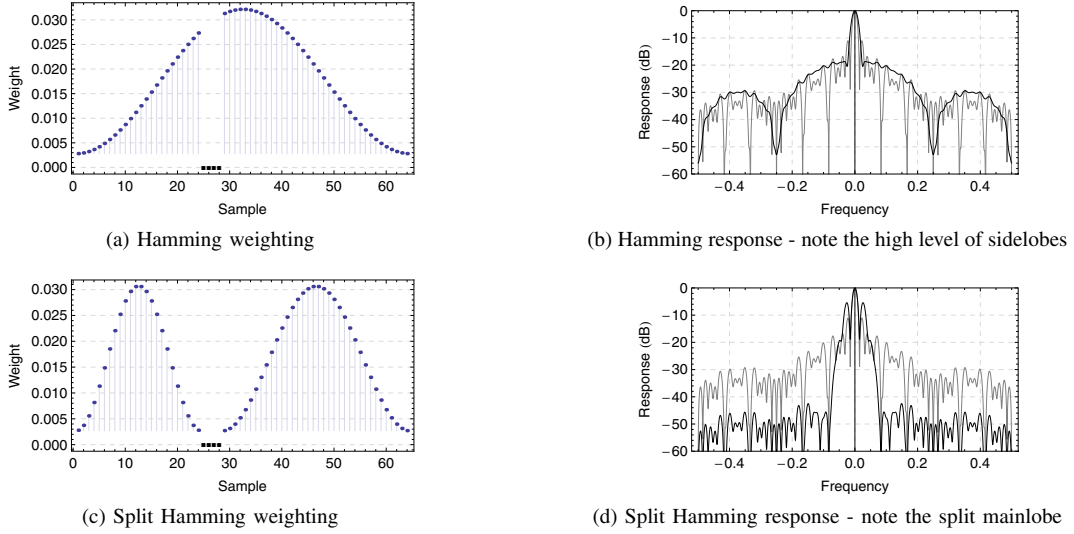 0.030
0.025
0.020
0.015
0.010
0.005
0.000
Weight
0 10 20 30 40 50 60
Sample
(a) Hamming weighting
0
−10
−20
−30
−40
−50
−60
Response (dB)
−0.4 −0.2 0.0 0.2 0.4
Frequency
(b) Hamming response - note the high level of sidelobes
0.030
0.025
0.020
0.015
0.010
0.005
0.000
Weight
0 10 20 30 40 50 60
Sample
(c) Split Hamming weighting
0
−10
−20
−30
−40
−50
−60
Response (dB)
−0.4 −0.2 0.0 0.2 0.4
Frequency
(d) Split Hamming response - note the split mainlobe